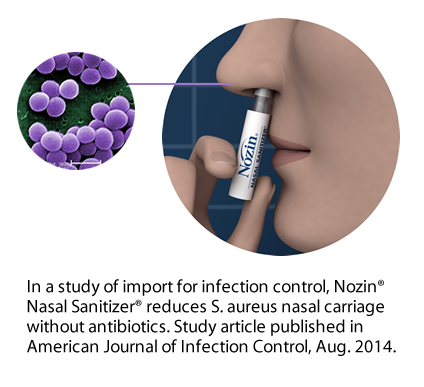 Nozin®
NASAL SANITIZER®
In a study of import for infection control, Nozin®
Nasal Sanitizer® reduces S. aureus nasal carriage
without antibiotics. Study article published in
American Journal of Infection Control, Aug. 2014.